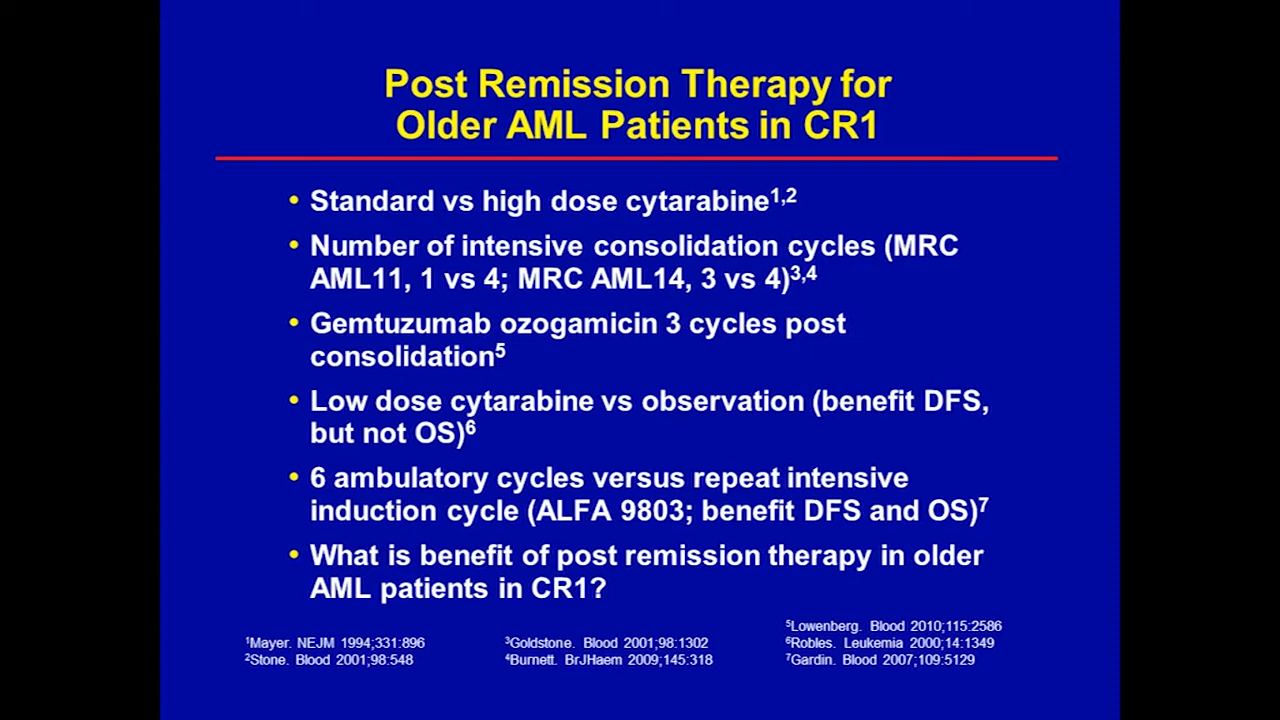 Post Remission Therapy for
Older AML Patients in CR1
• Standard vs high dose cytarabine1,2
• Number of intensive consolidation cycles (MRC
AML11, 1 vs 4; MRC AML14, 3 vs 4)3,4
• Gemtuzumab ozogamicin 3 cycles post
consolidation5
• Low dose cytarabine vs observation (benefit DFS,
but not OS)6
• 6 ambulatory cycles versus repeat intensive
induction cycle (ALFA 9803; benefit DFS and OS)7
• What is benefit of post remission therapy in older
AML patients in CR1?
1Mayer. NEJM 1994;331:896
2Stone. Blood 2001;98:548
3Goldstone. Blood 2001;98:1302
4Burnett. BrJHaem 2009;145:318
5Lowenberg. Blood 2010;115:2586
6Robles. Leukemia 2000;14:1349
7Gardin. Blood 2007;109:5129